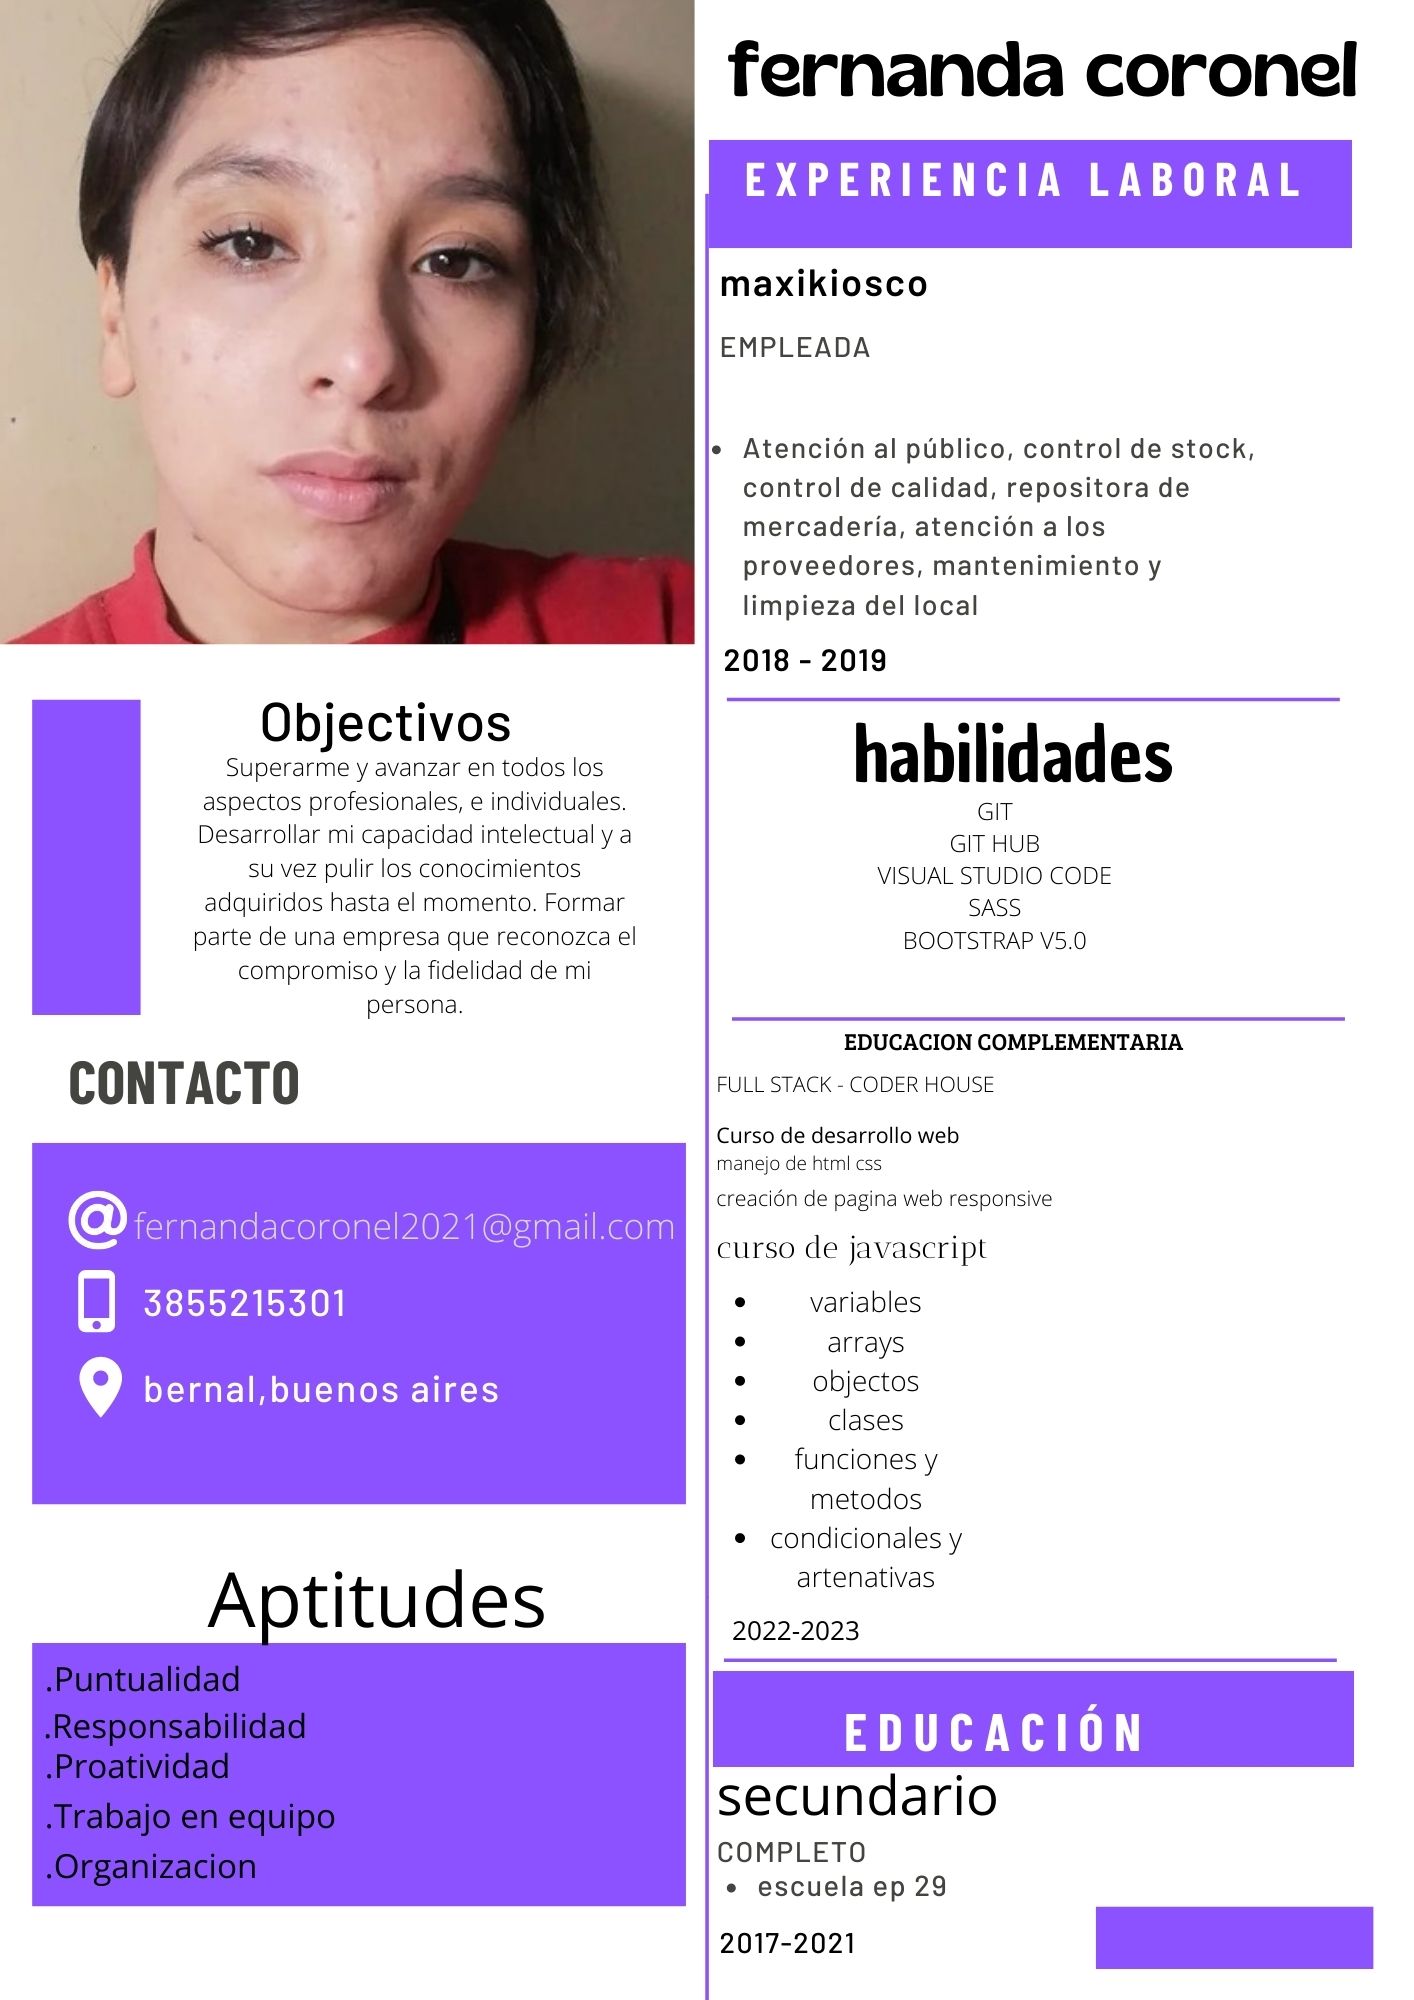 fernanda coronel
EXPERIENCIA LABORAL
maxikiosco
EMPLEADA
• Atención al público, control de stock,
control de calidad, repositora de
mercadería, atención a los
proveedores, mantenimiento y
limpieza del local
2018 - 2019
habilidades
GIT
GIT HUB
VISUAL STUDIO CODE
SASS
BOOTSTRAP V5.0
EDUCACION COMPLEMENTARIA
FULL STACK - CODER HOUSE
Curso de desarrollo web
manejo de html css
creación de pagina web responsive
curso de javascript
• variables
• arrays
• objectos
• clases
• funciones y
metodos
• condicionales y
artenativas
2022-2023
EDUCACIÓN
secundario
COMPLETO
• escuela ep 29
2017-2021
Objectivos
Superarme y avanzar en todos los
aspectos profesionales, e individuales.
Desarrollar mi capacidad intelectual y a
su vez pulir los conocimientos
adquiridos hasta el momento. Formar
parte de una empresa que reconozca el
compromiso y la fidelidad de mi
persona.
CONTACTO
@ fernandacoronel2021@gmail.com
3855215301
bernal,buenos aires
Aptitudes
.Puntualidad
.Responsabilidad
.Proatividad
.Trabajo en equipo
.Organizacion